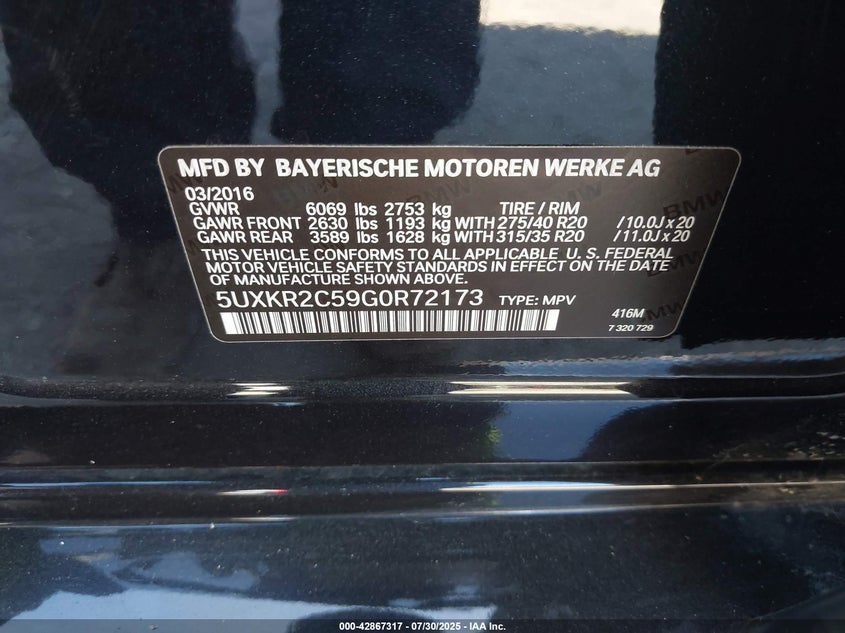 MFD BY BAYERISCHE MOTOREN WERKE AG
03/2016
GVWR 6069 lbs 2753 kg TIRE / RIM
GAWR FRONT 2630 lbs 1193 kg WITH 275/40 R20 /10.0J x 20
GAWR REAR 3589 lbs 1628 kg WITH 315/35 R20 /11.0J x 20
THIS VEHICLE CONFORMS TO ALL APPLICABLE U. S. FEDERAL
MOTOR VEHICLE SAFETY STANDARDS IN EFFECT ON THE DATE
OF MANUFACTURE SHOWN ABOVE.
5UXKR2C59G0R72173 TYPE: MPV
416M
7 320 729
BMW
BMW
000-42867317 - 07/30/2025 - IAA Inc.